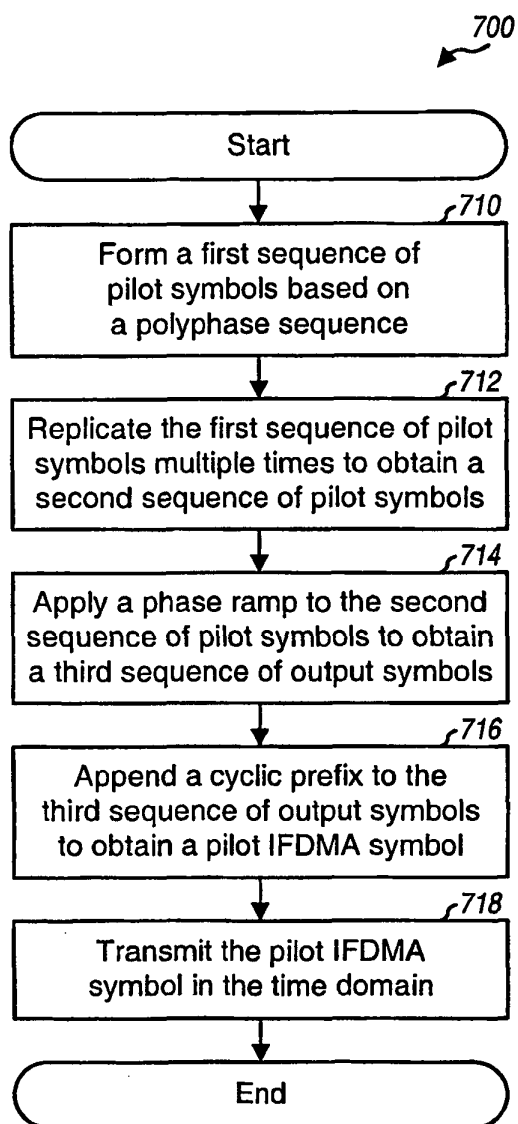 700
Start
710
Form a first sequence of
pilot symbols based on
a polyphase sequence
712
Replicate the first sequence of pilot
symbols multiple times to obtain a
second sequence of pilot symbols
714
Apply a phase ramp to the second
sequence of pilot symbols to obtain
a third sequence of output symbols
716
Append a cyclic prefix to the
third sequence of output symbols
to obtain a pilot IFDMA symbol
718
Transmit the pilot IFDMA
symbol in the time domain
End